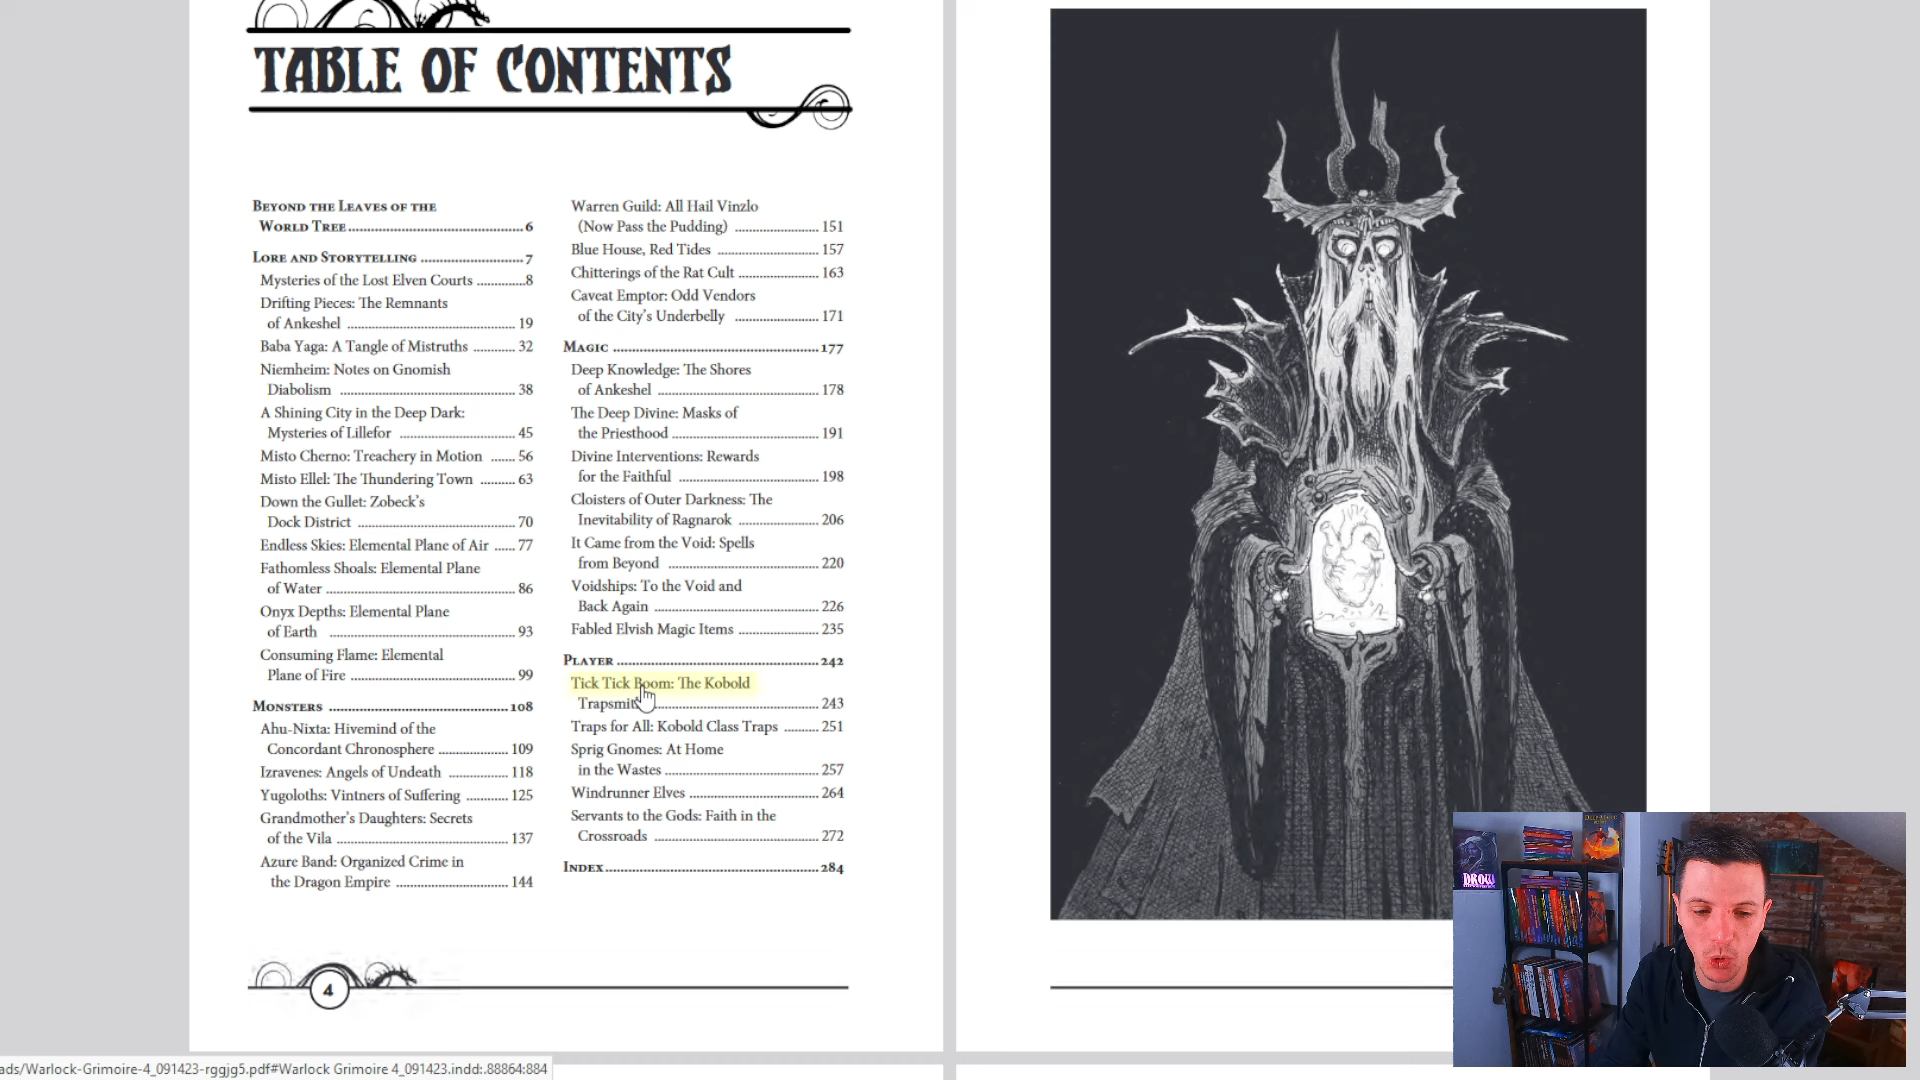 TABLE OF CONTENTS
BEYOND THE LEAVES OF THE
WORLD TREE 6
LORE AND STORYTELLING 7
Mysteries of the Lost Elven Courts 8
Drifting Pieces: The Remnants
of Ankeshel 19
Baba Yaga: A Tangle of Mistruths 32
Niemheim: Notes on Gnomish
Diabolism 38
A Shining City in the Deep Dark:
Mysteries of Lillefor 45
Misto Cherno: Treachery in Motion 56
Misto Ellel: The Thundering Town 63
Down the Gullet: Zobeck's
Dock District 70
Endless Skies: Elemental Plane of Air 77
Fathomless Shoals: Elemental Plane
of Water 86
Onyx Depths: Elemental Plane
of Earth 93
Consuming Flame: Elemental
Plane of Fire 99
MONSTERS 108
Ahu-Nixta: Hivemind of the
Concordant Chronosphere 109
Izravenes: Angels of Undeath 118
Yugoloths: Vintners of Suffering 125
Grandmother's Daughters: Secrets
of the Vila 137
Azure Band: Organized Crime in
the Dragon Empire 144
Warren Guild: All Hail Vinzlo
(Now Pass the Pudding) 151
Blue House, Red Tides 157
Chitterings of the Rat Cult 163
Caveat Emptor: Odd Vendors
of the City's Underbelly 171
MAGIC 177
Deep Knowledge: The Shores
of Ankeshel 178
The Deep Divine: Masks of
the Priesthood 191
Divine Interventions: Rewards
for the Faithful 198
Cloisters of Outer Darkness: The
Inevitability of Ragnarok 206
It Came from the Void: Spells
from Beyond 220
Voidships: To the Void and
Back Again 226
Fabled Elvish Magic Items 235
PLAYER 242
Tick Tick Boom: The Kobold
Trapsmith 243
Traps for All: Kobold Class Traps 251
Sprig Gnomes: At Home
in the Wastes 257
Windrunner Elves 264
Servants to the Gods: Faith in the
Crossroads 272
INDEX 284
4
ads/Warlock-Grimoire-4_091423-rggjg5.pdf#Warlock Grimoire 4_091423.indd:.88864:884
DROW